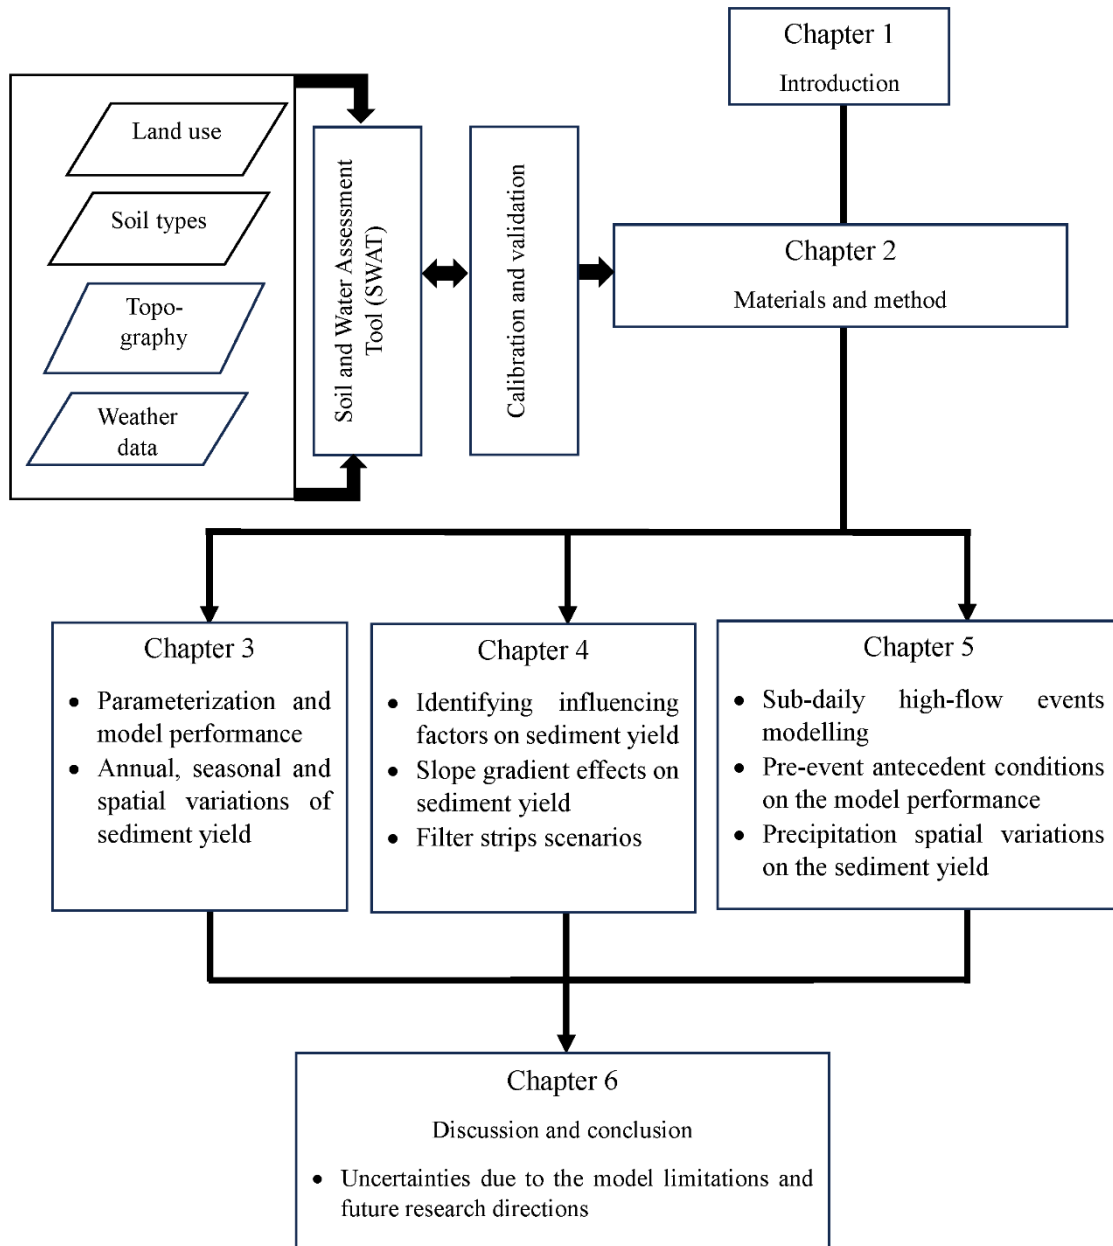 Chapter 1
Introduction
Land use
Soil types
Topo-
graphy
Weather
data
Soil and Water Assessment
Tool (SWAT)
Calibration and validation
Chapter 2
Materials and method
Chapter 3
• Parameterization and
model performance
• Annual, seasonal and
spatial variations of
sediment yield
Chapter 4
• Identifying influencing
factors on sediment yield
• Slope gradient effects on
sediment yield
• Filter strips scenarios
Chapter 5
• Sub-daily high-flow events
modelling
• Pre-event antecedent conditions
on the model performance
• Precipitation spatial variations
on the sediment yield
Chapter 6
Discussion and conclusion
• Uncertainties due to the model limitations and
future research directions